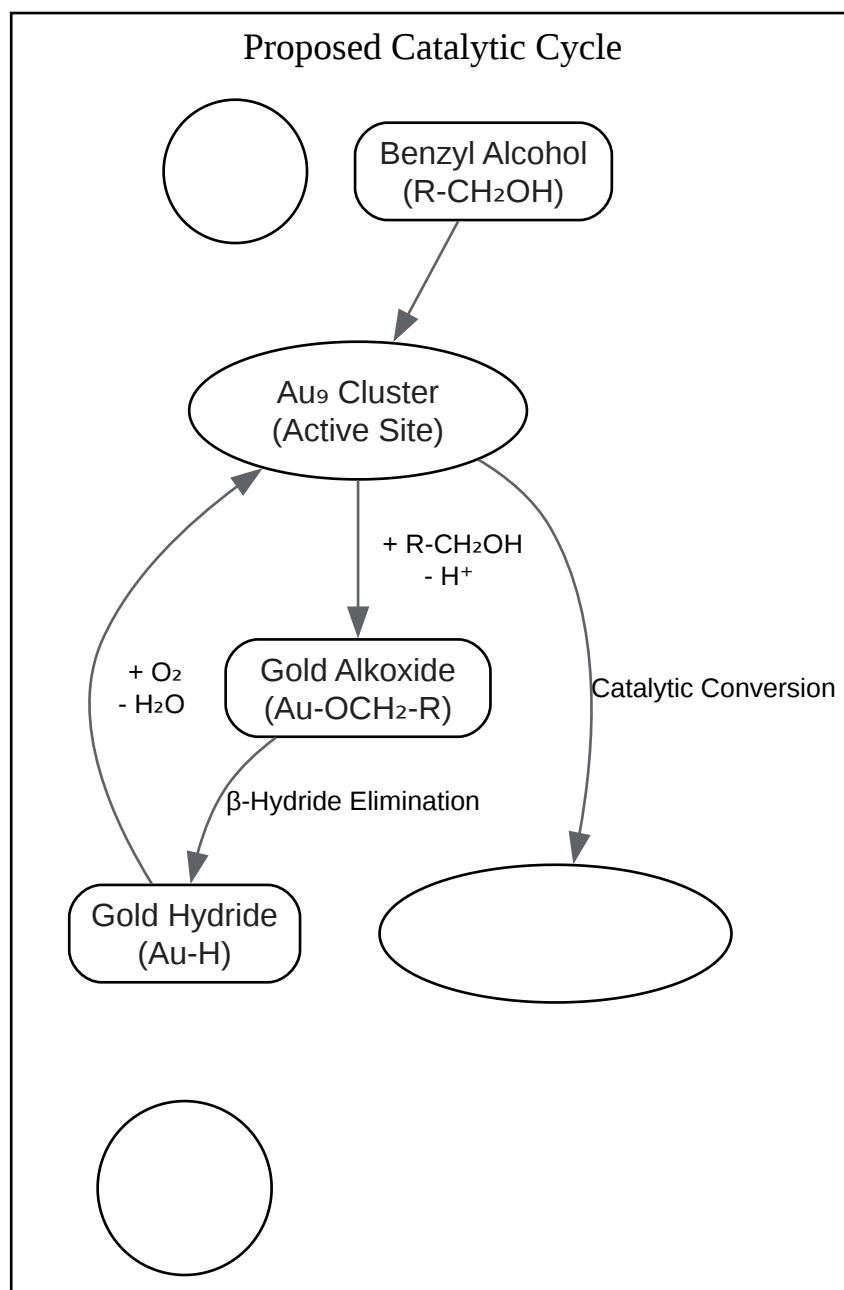 Proposed Catalytic Cycle
Benzyl Alcohol
(R-CH₂OH)
Au₉ Cluster
(Active Site)
+ R-CH₂OH
- H⁺
+ O₂
- H₂O
Gold Alkoxide
(Au-OCH₂-R)
Catalytic Conversion
β-Hydride Elimination
Gold Hydride
(Au-H)